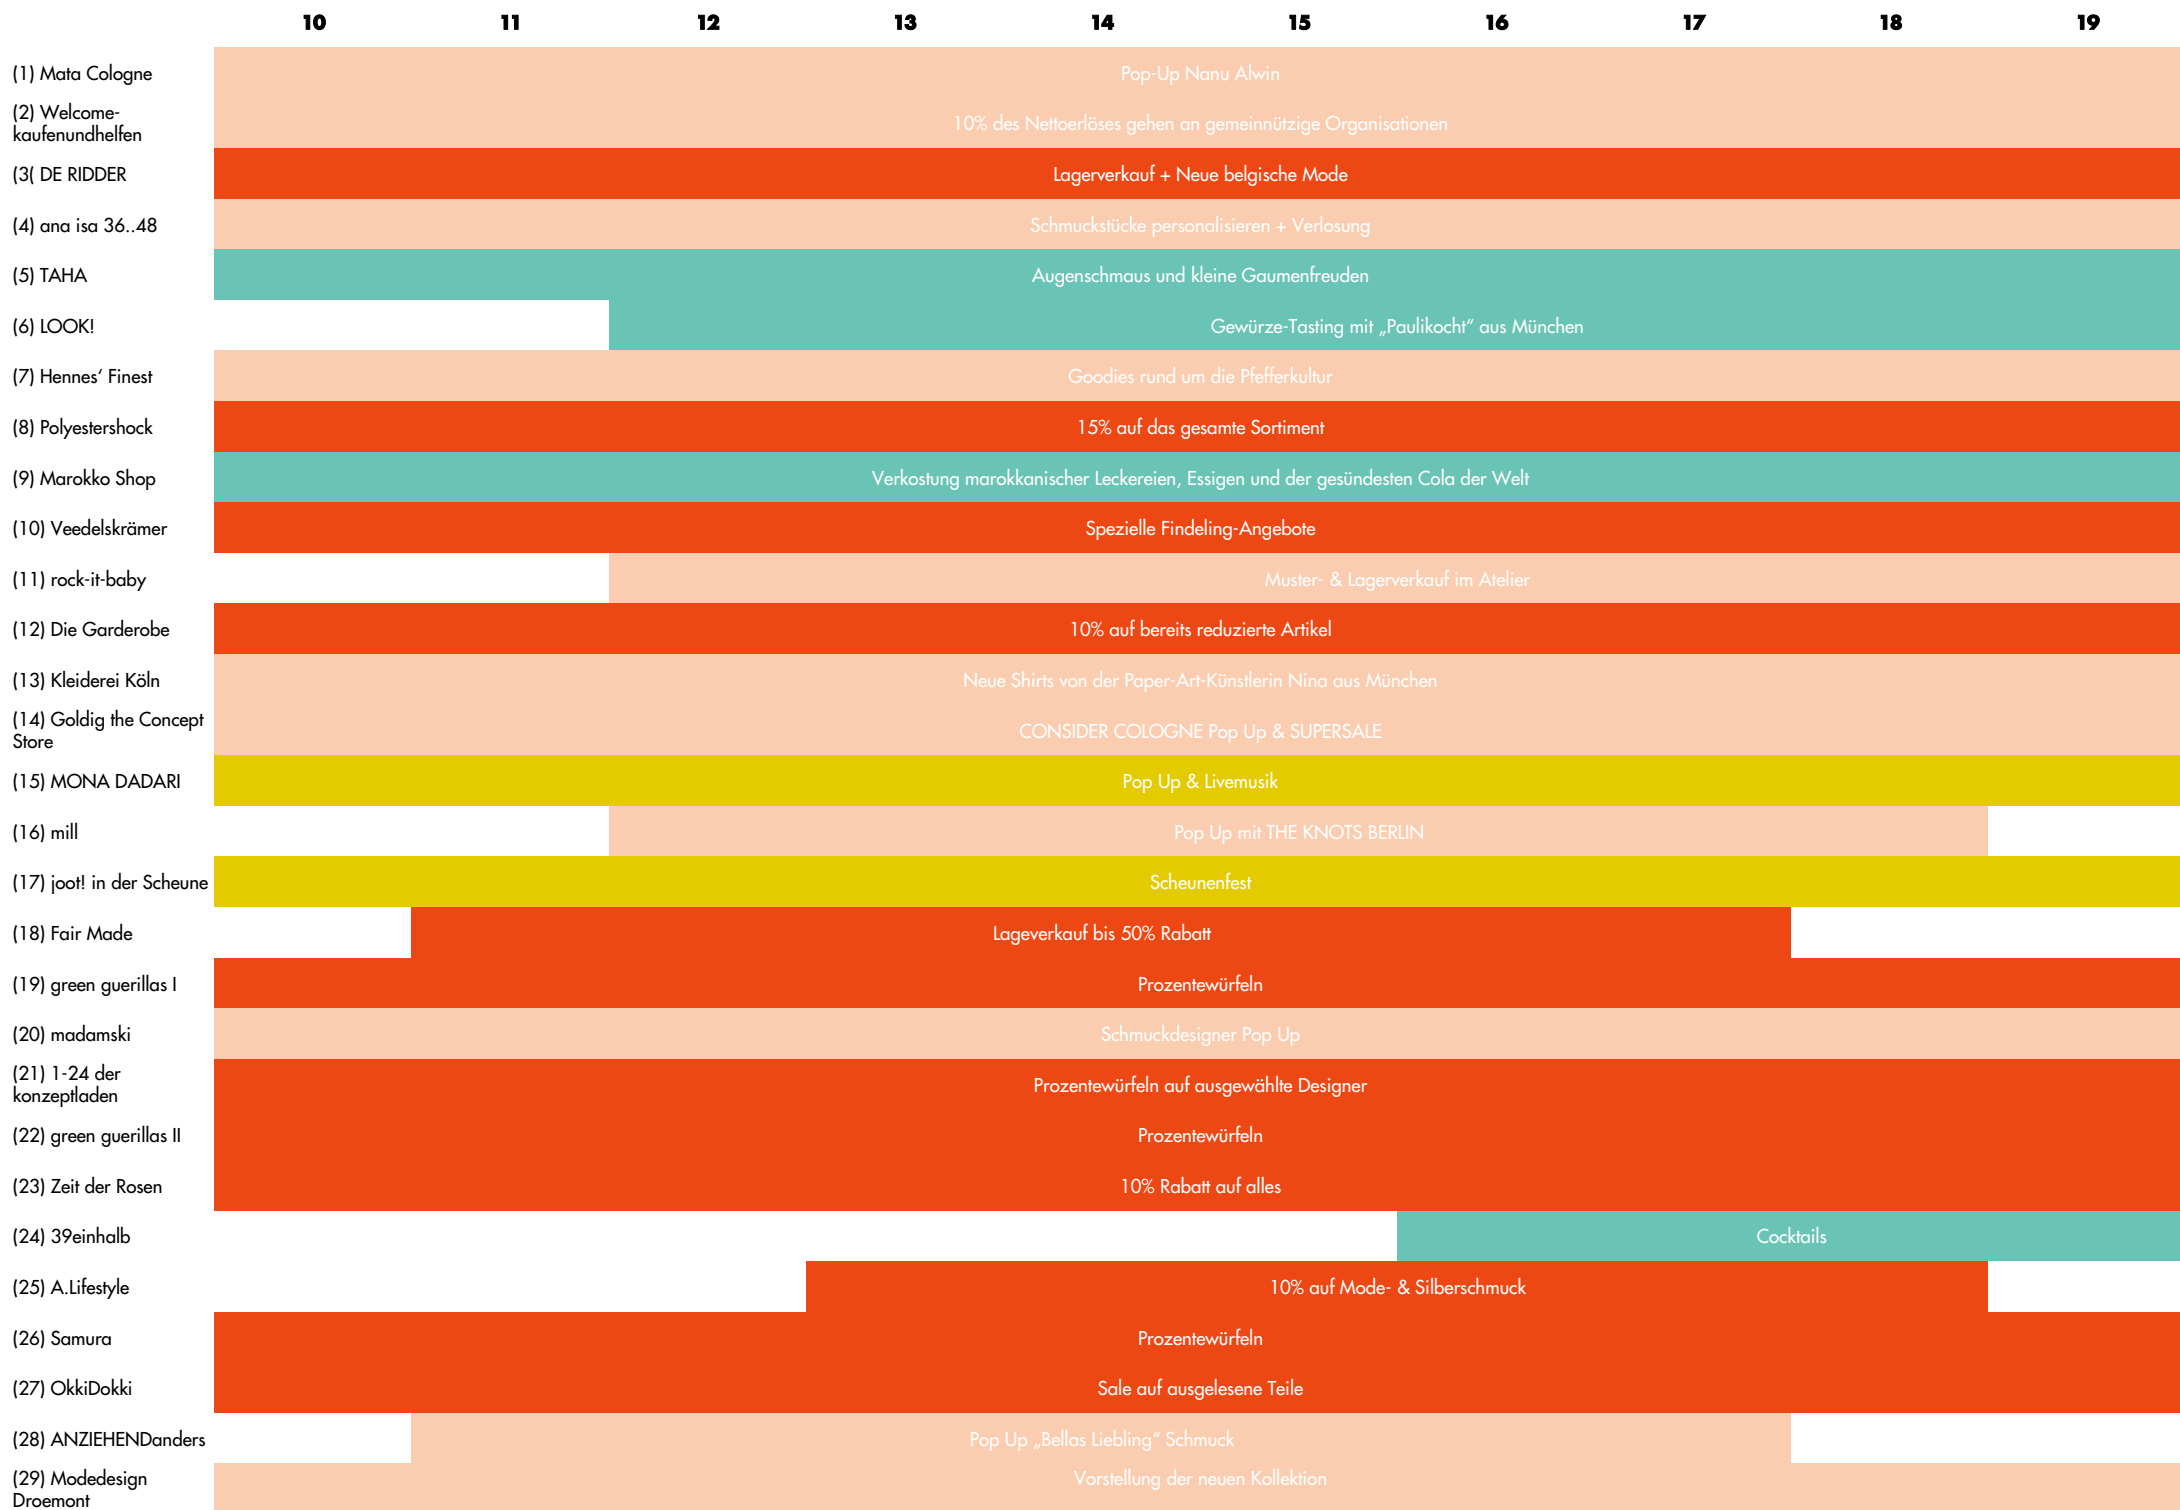 10 11 12 13 14 15 16 17 18 19
(1) Mata Cologne
Pop-Up Nanu Alwin
(2) Welcome-
kaufenundhelfen
10% des Nettoerlöses gehen an gemeinnützige Organisationen
(3( DE RIDDER
Lagerverkauf + Neue belgische Mode
(4) ana isa 36..48
Schmuckstücke personalisieren + Verlosung
(5) TAHA
Augenschmaus und kleine Gaumenfreuden
(6) LOOK!
Gewürze-Tasting mit „Paulikocht“ aus München
(7) Hennes’ Finest
Goodies rund um die Pfefferkultur
(8) Polyestershock
15% auf das gesamte Sortiment
(9) Marokko Shop
Verkostung marokkanischer Leckereien, Essigen und der gesündesten Cola der Welt
(10) Veedelskrämer
Spezielle Findeling-Angebote
(11) rock-it-baby
Muster- & Lagerverkauf im Atelier
(12) Die Garderobe
10% auf bereits reduzierte Artikel
(13) Kleiderei Köln
Neue Shirts von der Paper-Art-Künstlerin Nina aus München
(14) Goldig the Concept
Store
CONSIDER COLOGNE Pop Up & SUPERSALE
(15) MONA DADARI
Pop Up & Livemusik
(16) mill
Pop Up mit THE KNOTS BERLIN
(17) joot! in der Scheune
Scheunenfest
(18) Fair Made
Lageverkauf bis 50% Rabatt
(19) green guerillas I
Prozentewürfeln
(20) madamski
Schmuckdesigner Pop Up
(21) 1-24 der
konzeptladen
Prozentewürfeln auf ausgewählte Designer
(22) green guerillas II
Prozentewürfeln
(23) Zeit der Rosen
10% Rabatt auf alles
(24) 39einhalb
Cocktails
(25) A.Lifestyle
10% auf Mode- & Silberschmuck
(26) Samura
Prozentewürfeln
(27) OkkiDokki
Sale auf ausgelesene Teile
(28) ANZIEHENDanders
Pop Up „Bellas Liebling“ Schmuck
(29) Modedesign
Droemont
Vorstellung der neuen Kollektion